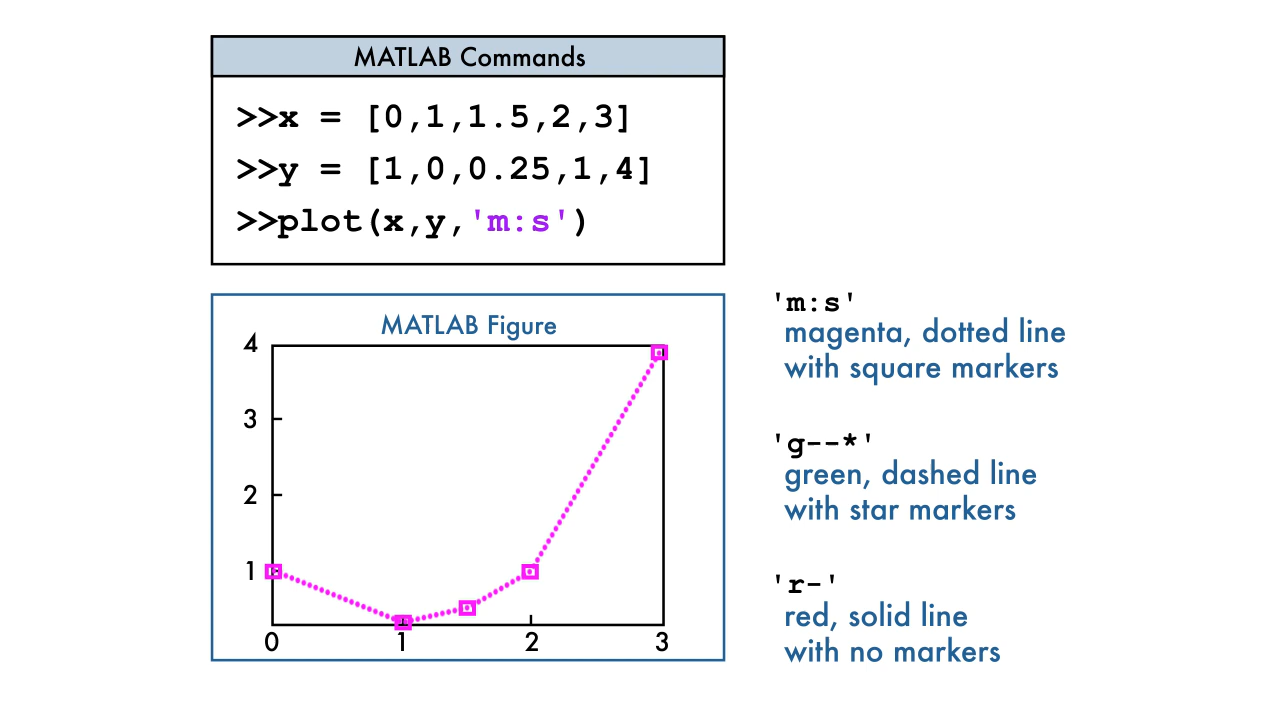 MATLAB Commands
>>x = [0,1,1.5,2,3]
>>y = [1,0,0.25,1,4]
>>plot(x,y,'m:s')
MATLAB Figure
4
3
2
1
0 1 2 3
'm:s'
magenta, dotted line
with square markers
'g--*'
green, dashed line
with star markers
'r-'
red, solid line
with no markers